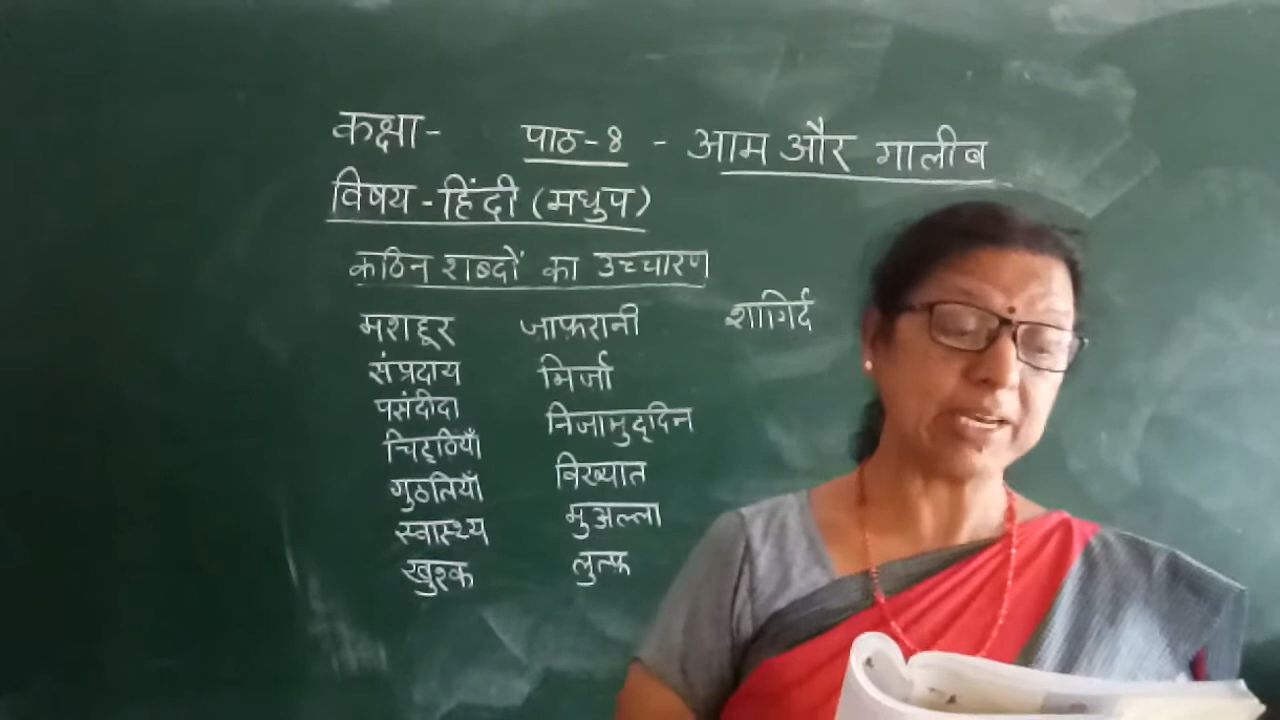 कक्षा- पाठ-8 - आम और गालीब
विषय-हिंदी (मधुप)
कठिन शब्दों का उच्चारण
मशहूर जाफ़रानी शागिर्द
संप्रदाय मिर्जा
पसंदीदा निजामुद्दिन
चिट्ठियाँ विख्यात
गुठलियाँ मुअल्ला
स्वास्थ्य लुत्फ़
खुश्क